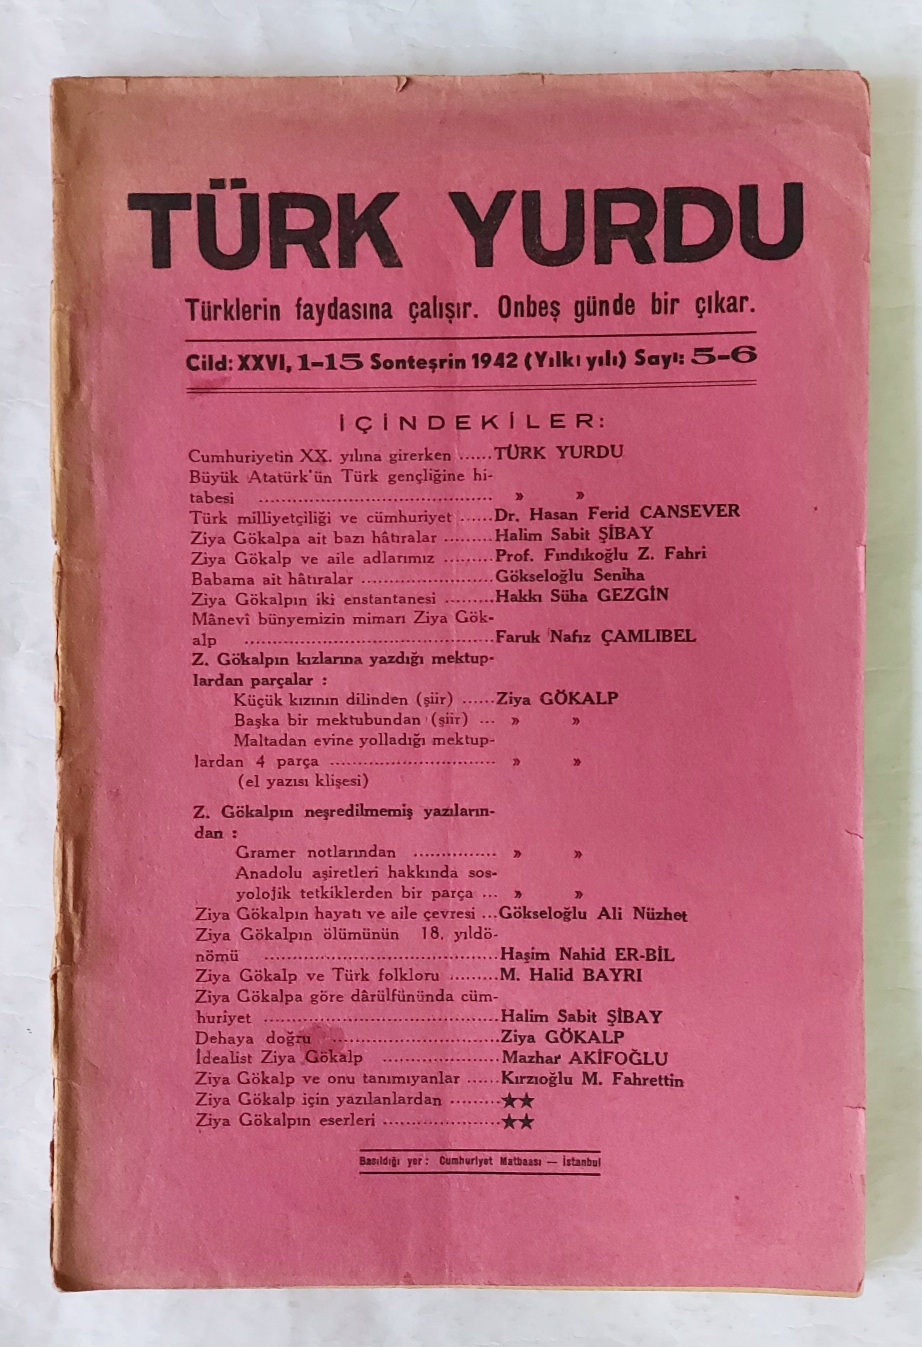 TÜRK YURDU
Türklerin faydasına çalışır. Onbeş günde bir çıkar.
Cild: XXVI, 1-15 Sonteşrin 1942 (Yılkı yılı) Sayı: 5-6
İÇİNDEKİLER:
Cumhuriyetin XX. yılına girerken ......TÜRK YURDU
Büyük Atatürk'ün Türk gençliğine hi-
tabesi ........................................... » »
Türk milliyetçiliği ve cümhuriyet ......Dr. Hasan Ferid CANSEVER
Ziya Gökalpa ait bazı hâtıralar .........Halim Sabit ŞİBAY
Ziya Gökalp ve aile adlarımız .........Prof. Fındıkoğlu Z. Fahri
Babama ait hâtıralar ........................Gökseloğlu Seniha
Ziya Gökalpın iki enstantanesi .........Hakkı Süha GEZGİN
Mânevî bünyemizin mimarı Ziya Gök-
alp ..............................................Faruk Nafız ÇAMLIBEL
Z. Gökalpın kızlarına yazdığı mektup-
lardan parçalar :
Küçük kızının dilinden (şiir) ......Ziya GÖKALP
Başka bir mektubundan (şiir) ... » »
Maltadan evine yolladığı mektup-
lardan 4 parça .............................. » »
(el yazısı klişesi)
Z. Gökalpın neşredilmemiş yazıların-
dan :
Gramer notlarından ............... » »
Anadolu aşiretleri hakkında sos-
yolojik tetkiklerden bir parça ... » »
Ziya Gökalpın hayatı ve aile çevresi ...Gökseloğlu Ali Nüzhet
Ziya Gökalpın ölümünün 18. yıldö-
nümü ..........................................Haşim Nahid ER-BİL
Ziya Gökalp ve Türk folkloru .........M. Halid BAYRI
Ziya Gökalpa göre dârülfünûnda cüm-
huriyet ..........................................Halim Sabit ŞİBAY
Dehaya doğru ..............................Ziya GÖKALP
İdealist Ziya Gökalp .....................Mazhar AKİFOĞLU
Ziya Gökalp ve onu tanımıyanlar ......Kırzıoğlu M. Fahrettin
Ziya Gökalp için yazılanlardan .........★★
Ziya Gökalpın eserleri .....................★★
Basıldığı yer: Cumhuriyet Matbaası — İstanbul